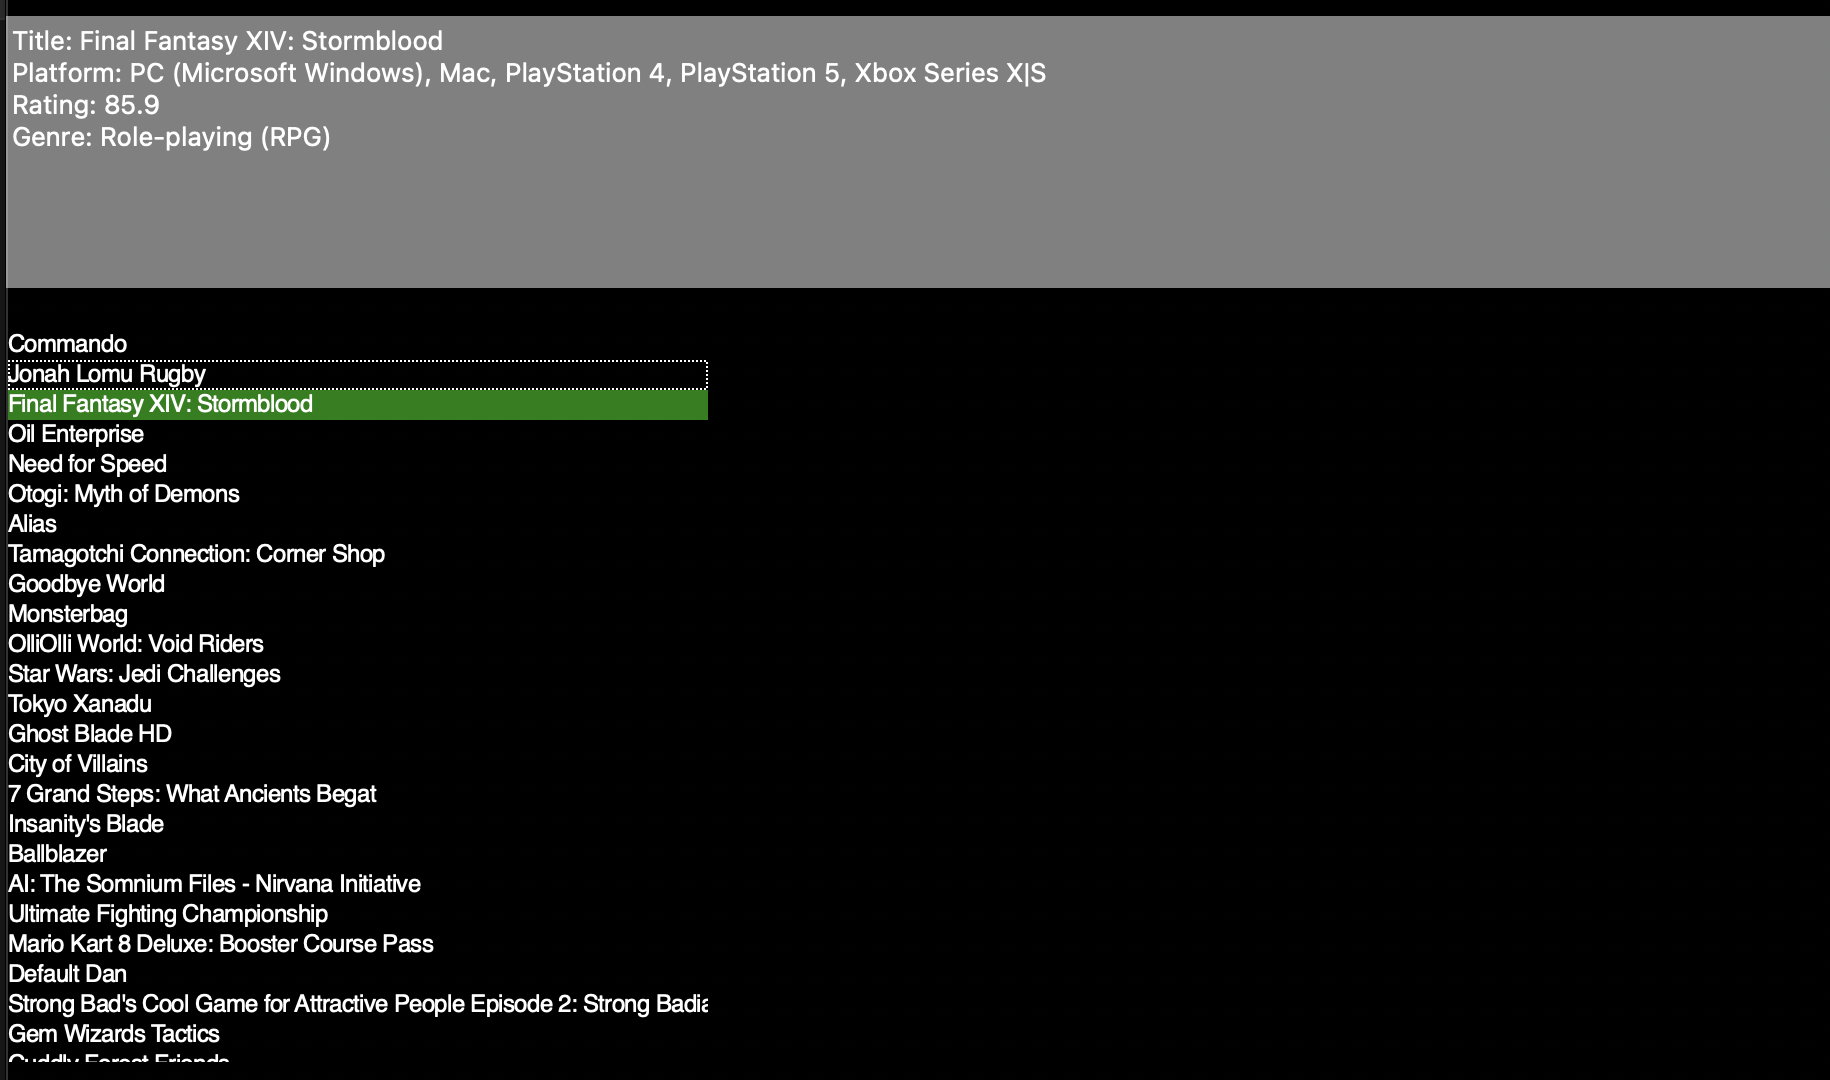 Title: Final Fantasy XIV: Stormblood
Platform: PC (Microsoft Windows), Mac, PlayStation 4, PlayStation 5, Xbox Series X|S
Rating: 85.9
Genre: Role-playing (RPG)
Commando
Jonah Lomu Rugby
Final Fantasy XIV: Stormblood
Oil Enterprise
Need for Speed
Otogi: Myth of Demons
Alias
Tamagotchi Connection: Corner Shop
Goodbye World
Monsterbag
OlliOlli World: Void Riders
Star Wars: Jedi Challenges
Tokyo Xanadu
Ghost Blade HD
City of Villains
7 Grand Steps: What Ancients Begat
Insanity's Blade
Ballblazer
AI: The Somnium Files - Nirvana Initiative
Ultimate Fighting Championship
Mario Kart 8 Deluxe: Booster Course Pass
Default Dan
Strong Bad's Cool Game for Attractive People Episode 2: Strong Badia
Gem Wizards Tactics
Cuddly Forest Friends